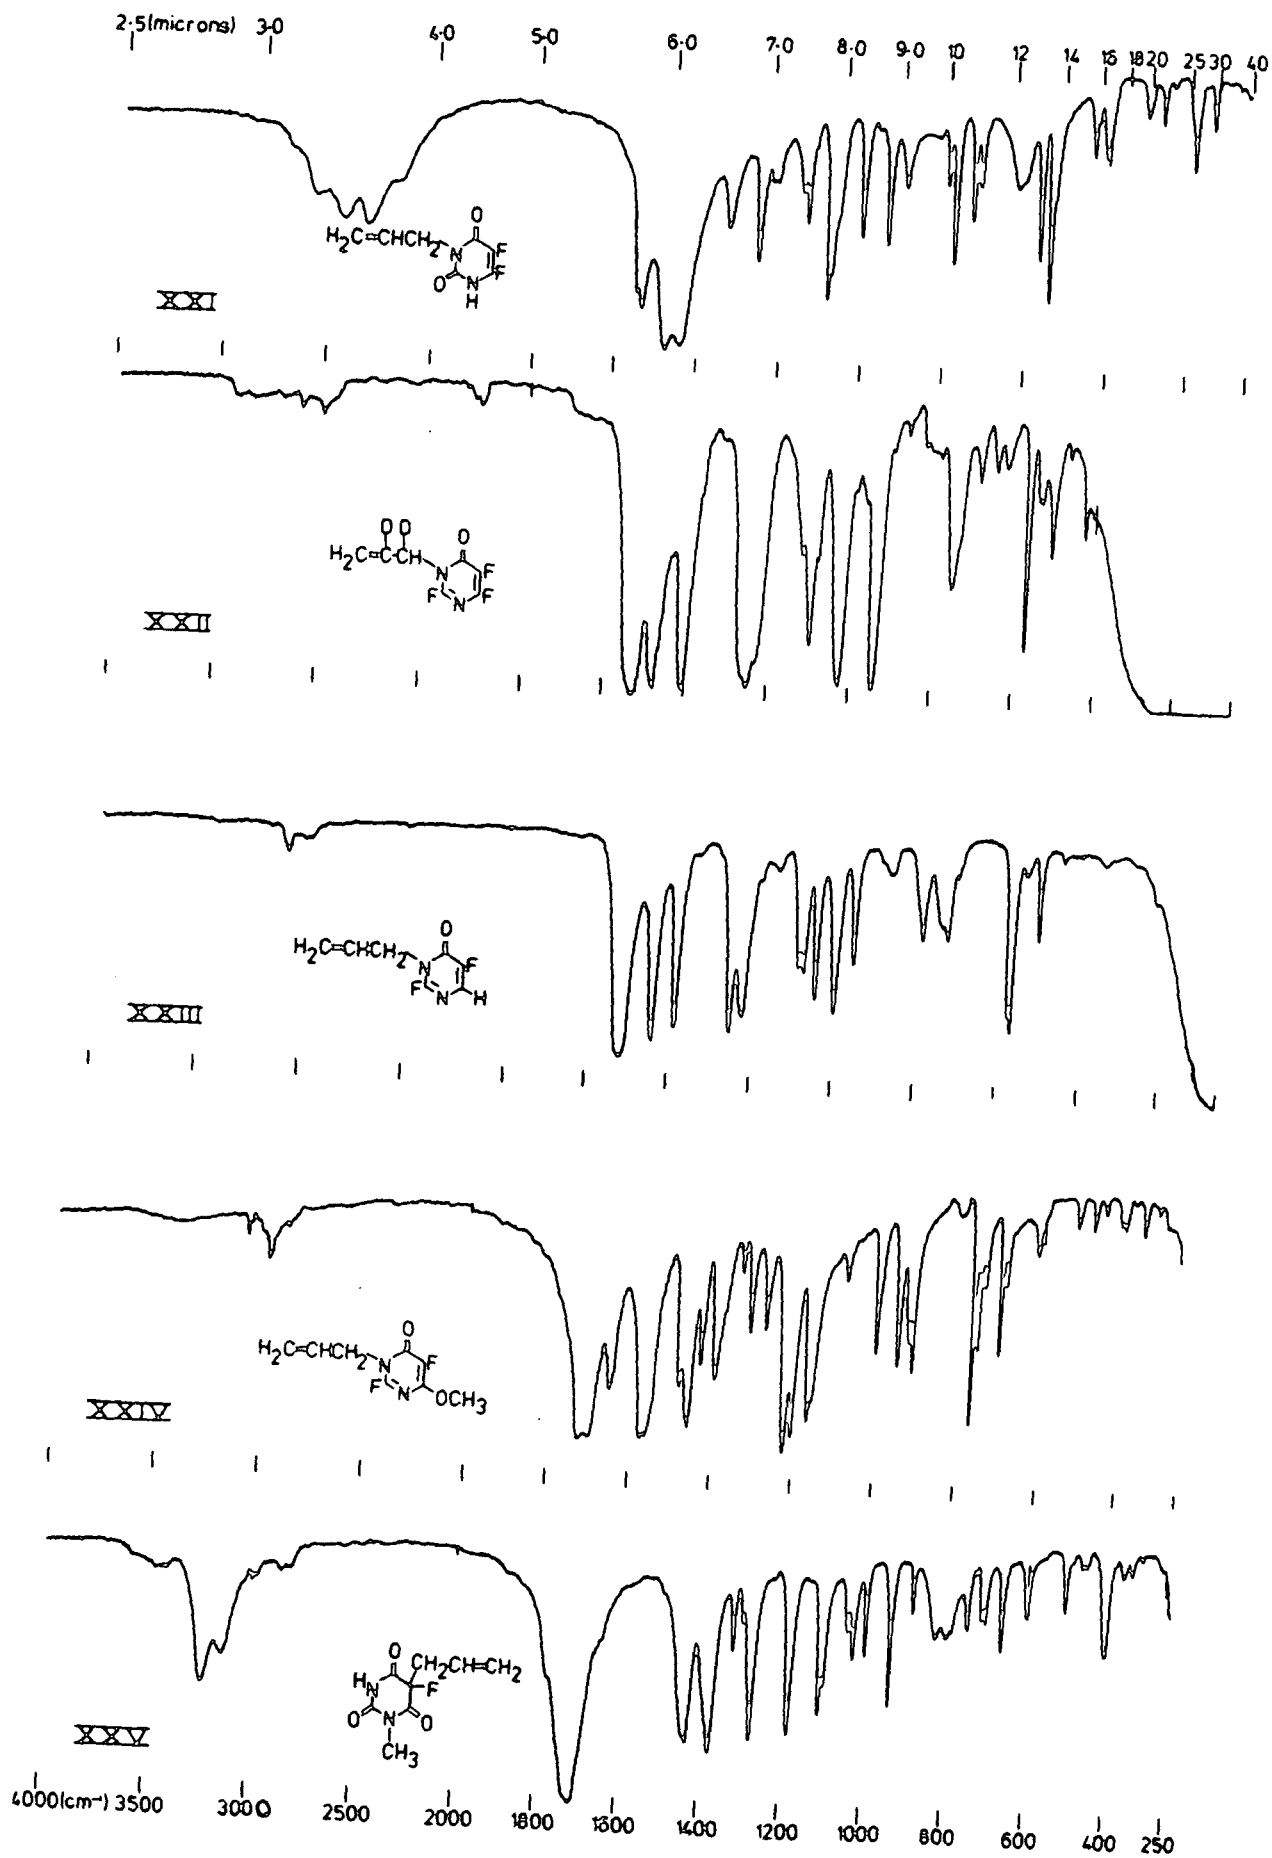 2·5(microns) 3·0 4·0 5·0 6·0 7·0 8·0 9·0 10 12 14 16 18 20 25 30 40
H₂C=CHCH₂ N O F F O N H
XXI
D D
H₂C=C-CH N O F F N F
XXII
H₂C=CHCH₂ N O F F N H
XXIII
H₂C=CHCH₂ N O F F N OCH₃
XXIV
O CH₂CH=CH₂
HN F
O N O
CH₃
XXV
4000(cm⁻¹) 3500 3000 2500 2000 1800 1600 1400 1200 1000 800 600 400 250